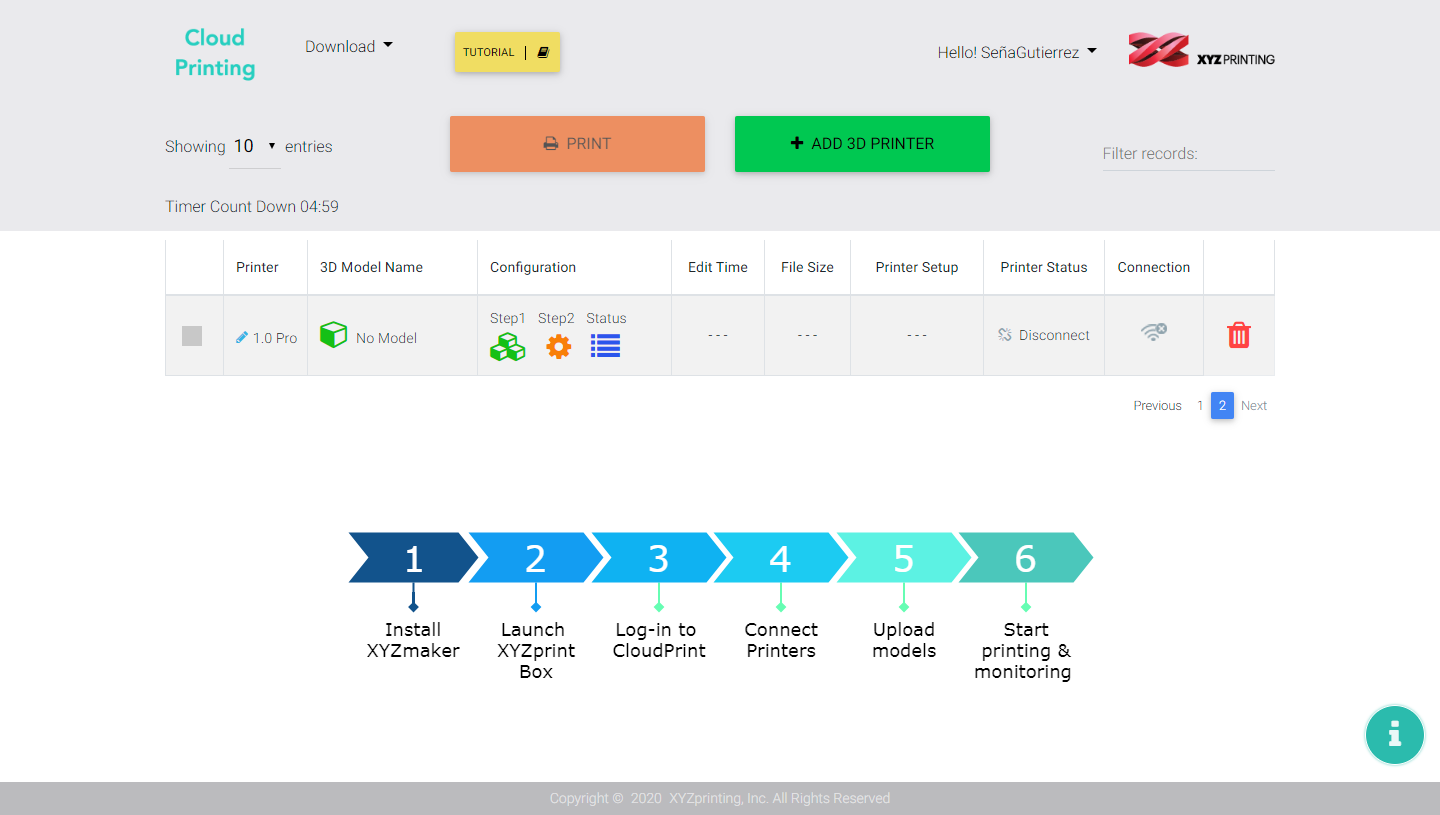 Cloud
Printing
Download
TUTORIAL |
Hello! SeñaGutierrez
XYZPRINTING
Showing 10 entries
PRINT
ADD 3D PRINTER
Filter records:
Timer Count Down 04:59
Printer 3D Model Name Configuration Edit Time File Size Printer Setup Printer Status Connection
Step1 Step2 Status
1.0 Pro No Model --- --- --- Disconnect
Previous 1 2 Next
1 2 3 4 5 6
Install
XYZmaker
Launch
XYZprint
Box
Log-in to
CloudPrint
Connect
Printers
Upload
models
Start
printing &
monitoring
Copyright © 2020 XYZprinting, Inc. All Rights Reserved